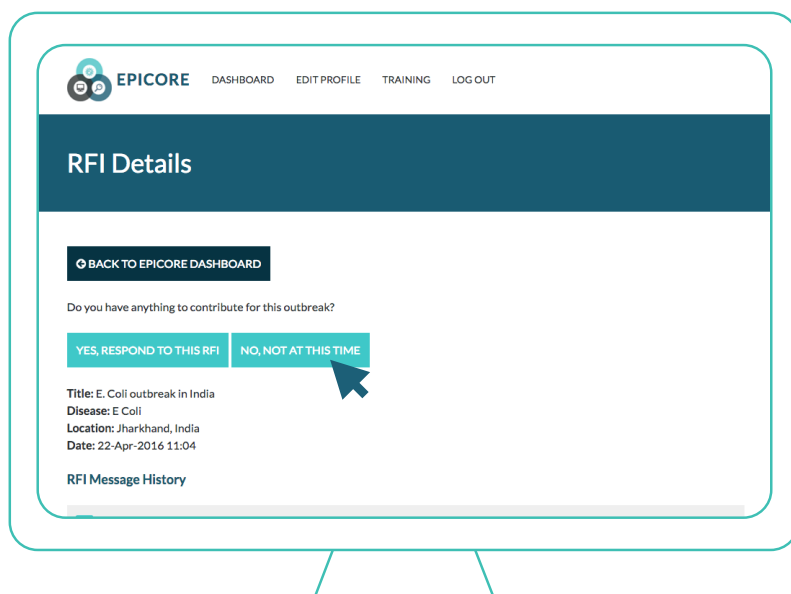 EPICORE DASHBOARD EDIT PROFILE TRAINING LOG OUT
RFI Details
BACK TO EPICORE DASHBOARD
Do you have anything to contribute for this outbreak?
YES, RESPOND TO THIS RFI NO, NOT AT THIS TIME
Title: E. Coli outbreak in India
Disease: E Coli
Location: Jharkhand, India
Date: 22-Apr-2016 11:04
RFI Message History